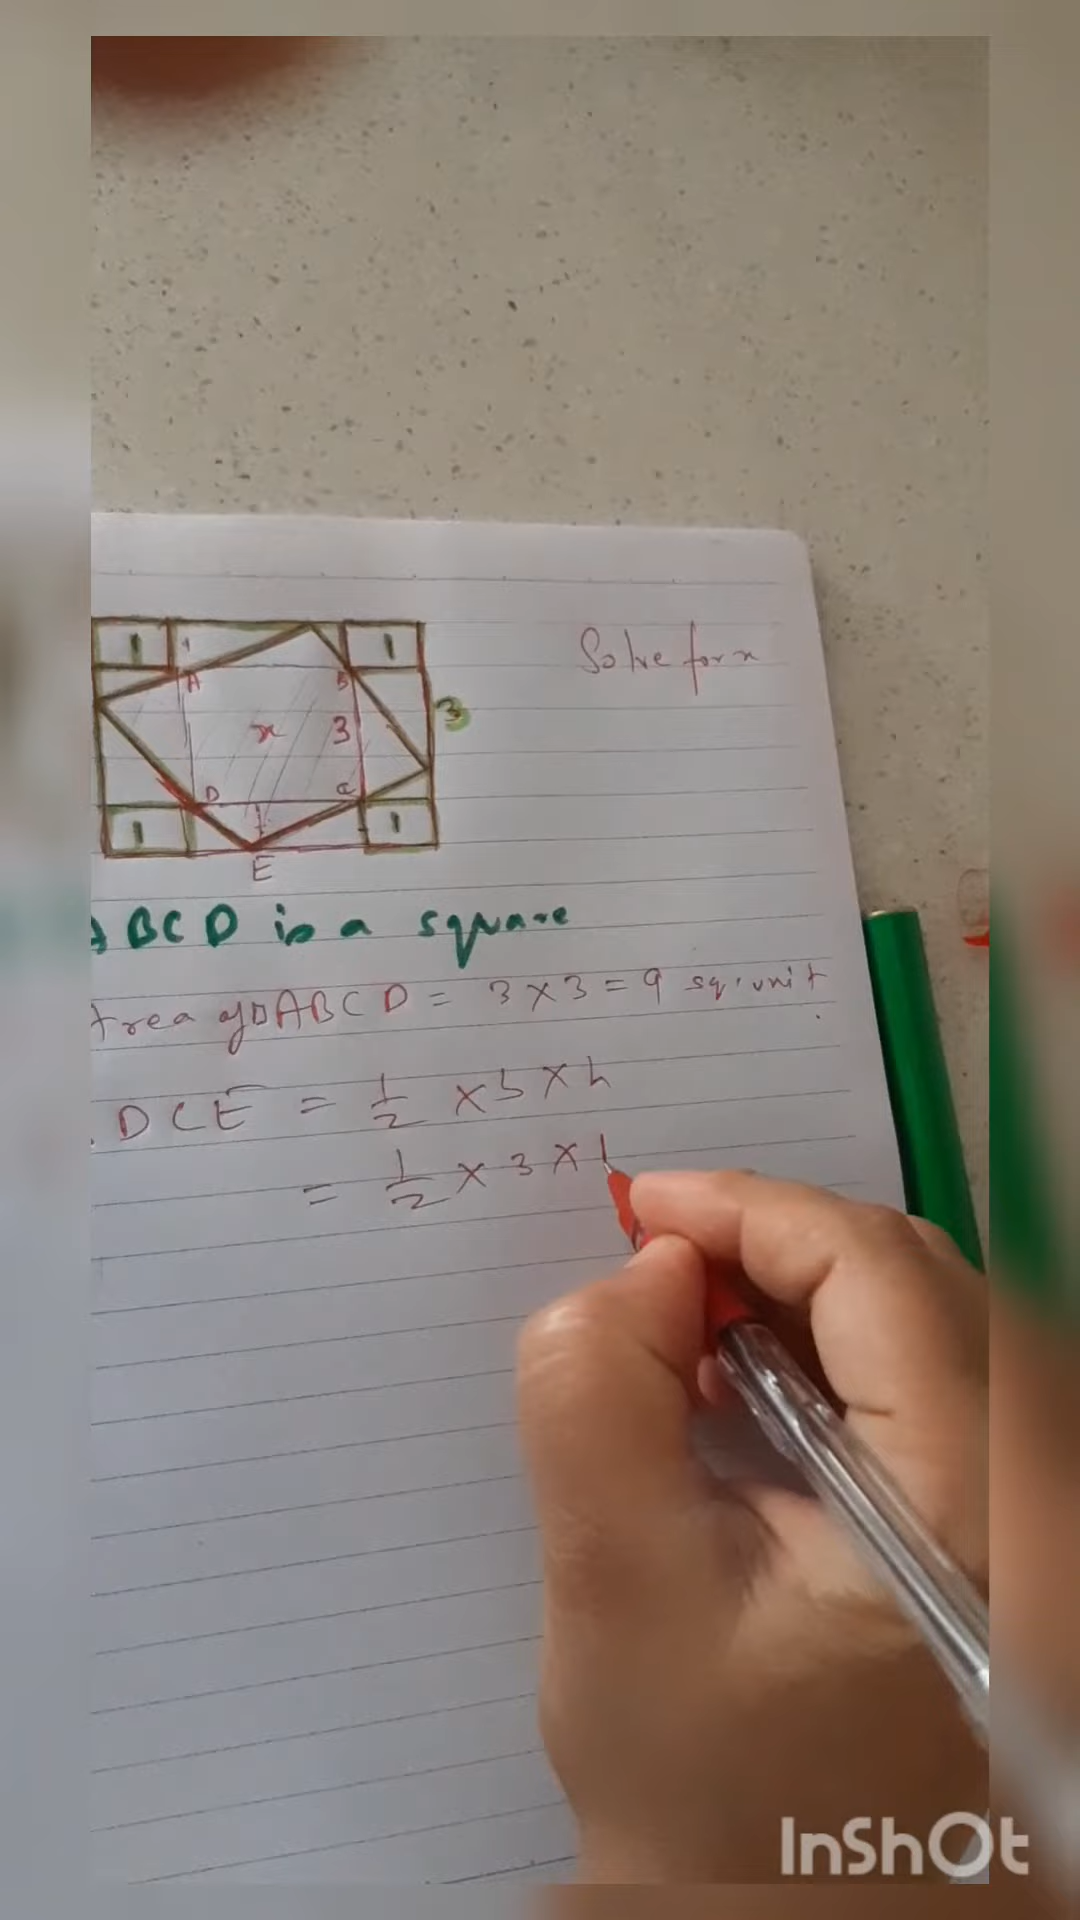 1 1 1
Solve for x
A B
x 3 3
D C
1 1 1
E
BCD is a square
Area of □ABCD = 3 × 3 = 9 sq. unit
. DCE = 1/2 × b × h
= 1/2 × 3 × 1
InShOt